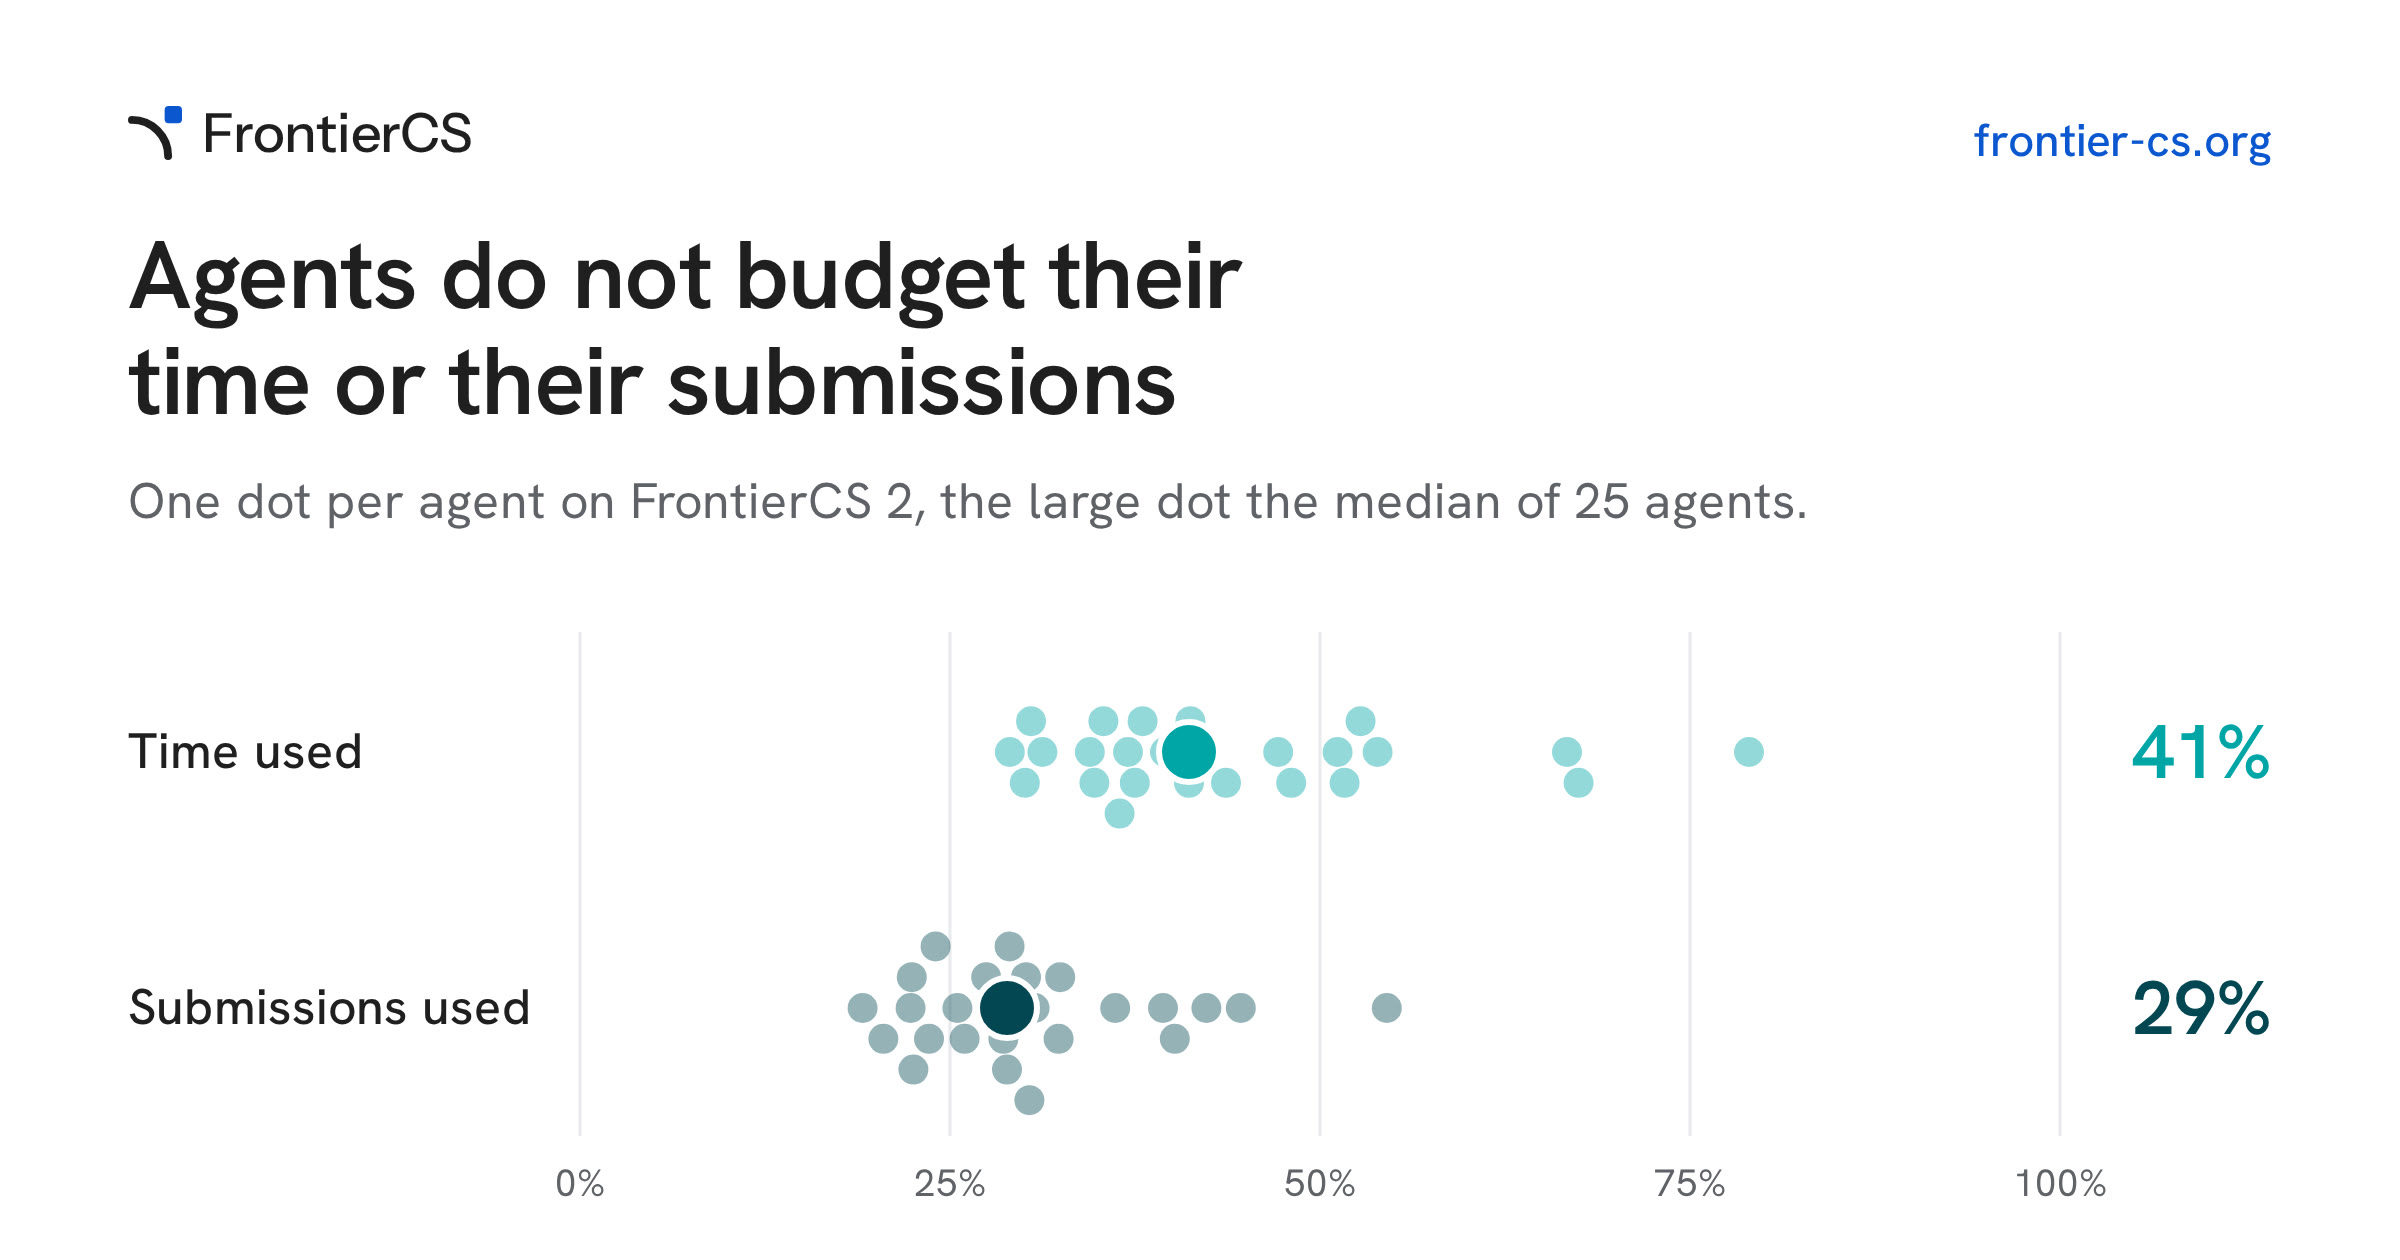 FrontierCS
frontier-cs.org
Agents do not budget their
time or their submissions
One dot per agent on FrontierCS 2, the large dot the median of 25 agents.
Time used
41%
Submissions used
29%
0%
25%
50%
75%
100%